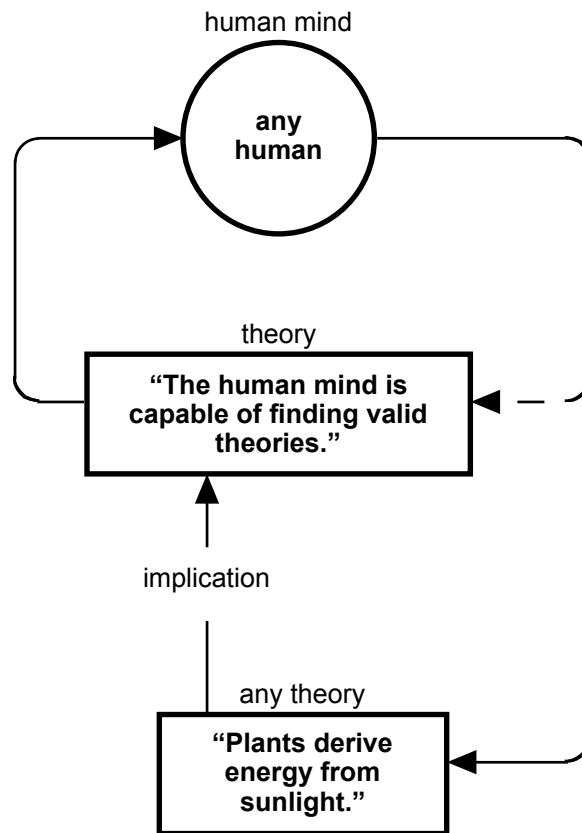 human mind
any
human
theory
“The human mind is
capable of finding valid
theories.”
implication
any theory
“Plants derive
energy from
sunlight.”